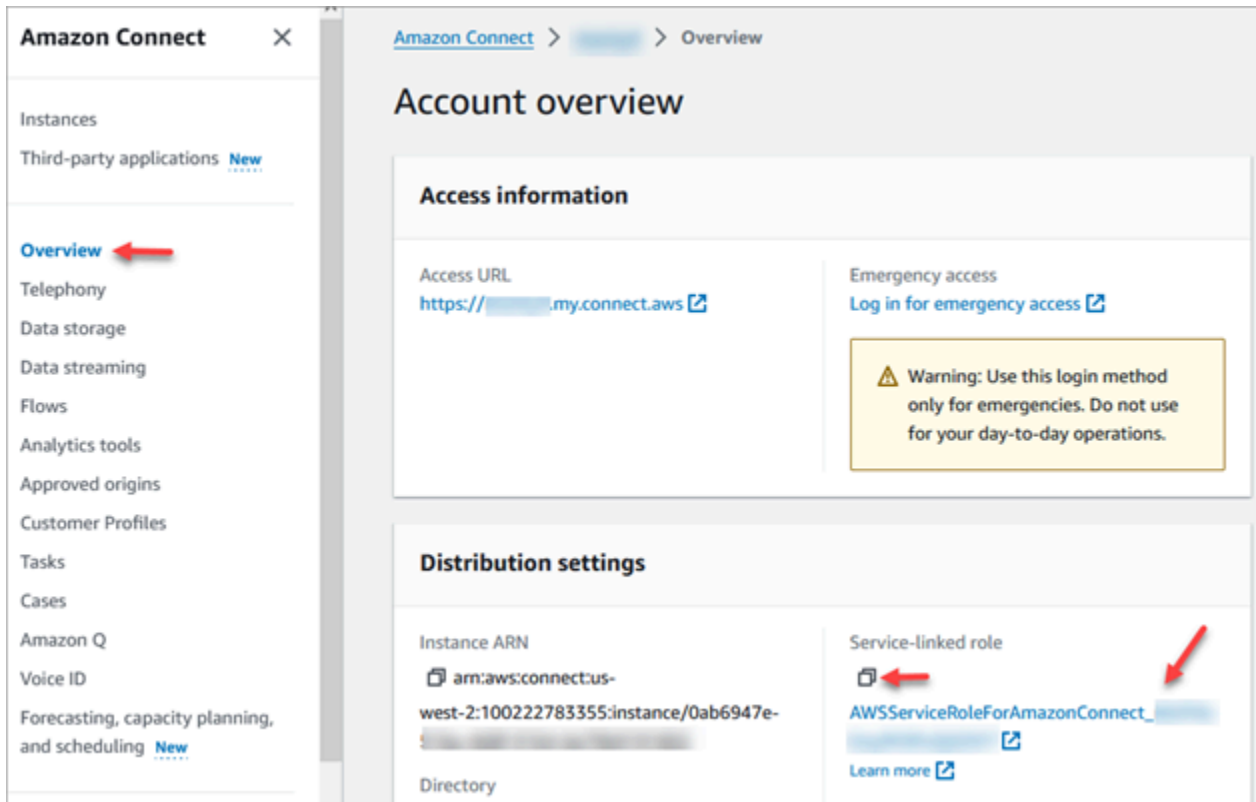 Amazon Connect
Instances
Third-party applications New
Overview
Telephony
Data storage
Data streaming
Flows
Analytics tools
Approved origins
Customer Profiles
Tasks
Cases
Amazon Q
Voice ID
Forecasting, capacity planning,
and scheduling New
Amazon Connect > > Overview
Account overview
Access information
Access URL
https:// .my.connect.aws
Emergency access
Log in for emergency access
Warning: Use this login method
only for emergencies. Do not use
for your day-to-day operations.
Distribution settings
Instance ARN
arn:aws:connect:us-
west-2:100222783355:instance/0ab6947e-
Directory
Service-linked role
AWSServiceRoleForAmazonConnect_
Learn more